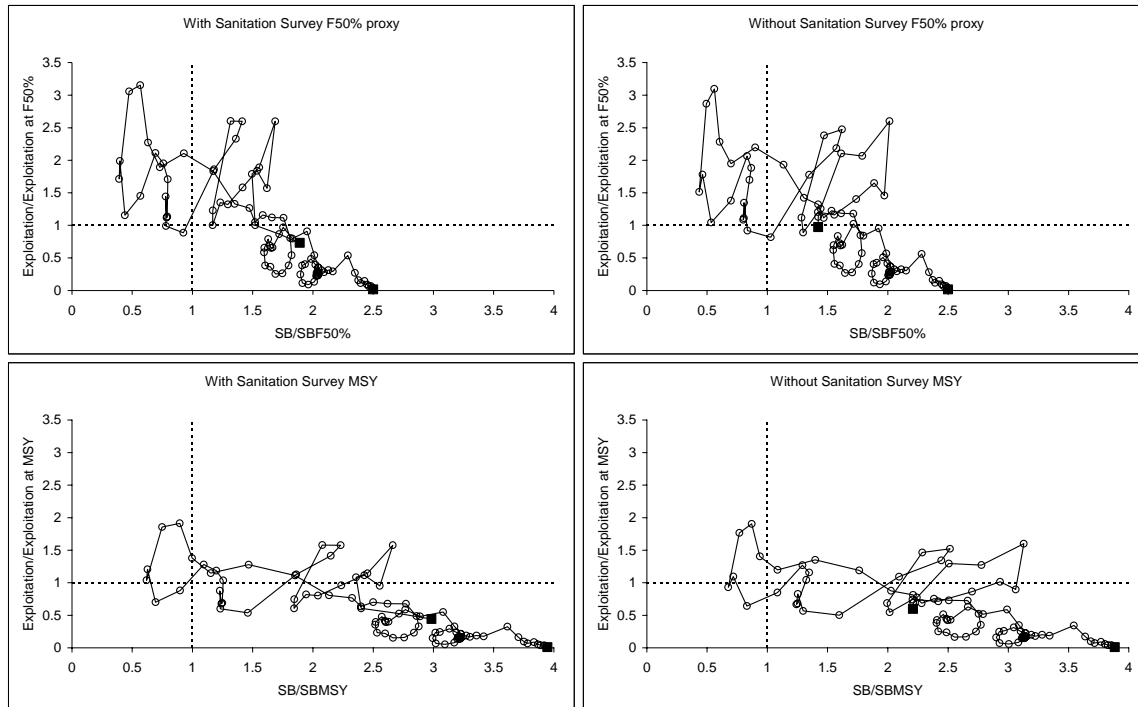 With Sanitation Survey F50% proxy
Exploitation/Exploitation at F50%
3.5
3
2.5
2
1.5
1
0.5
0
0 0.5 1 1.5 2 2.5 3 3.5 4
SB/SBF50%
Without Sanitation Survey F50% proxy
Exploitation/Exploitation at F50%
3.5
3
2.5
2
1.5
1
0.5
0
0 0.5 1 1.5 2 2.5 3 3.5 4
SB/SBF50%
With Sanitation Survey MSY
Exploitation/Exploitation at MSY
3.5
3
2.5
2
1.5
1
0.5
0
0 0.5 1 1.5 2 2.5 3 3.5 4
SB/SBMSY
Without Sanitation Survey MSY
Exploitation/Exploitation at MSY
3.5
3
2.5
2
1.5
1
0.5
0
0 0.5 1 1.5 2 2.5 3 3.5 4
SB/SBMSY